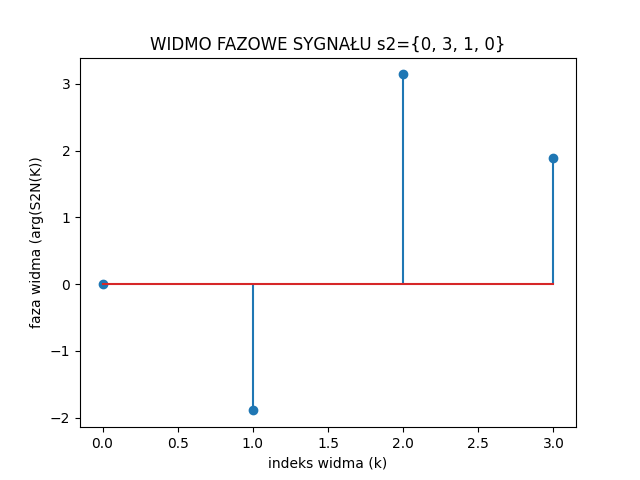 WIDMO FAZOWE SYGNAŁU s2={0, 3, 1, 0}
faza widma (arg(S2N(K))
3
2
1
0
−1
−2
0.0 0.5 1.0 1.5 2.0 2.5 3.0
indeks widma (k)